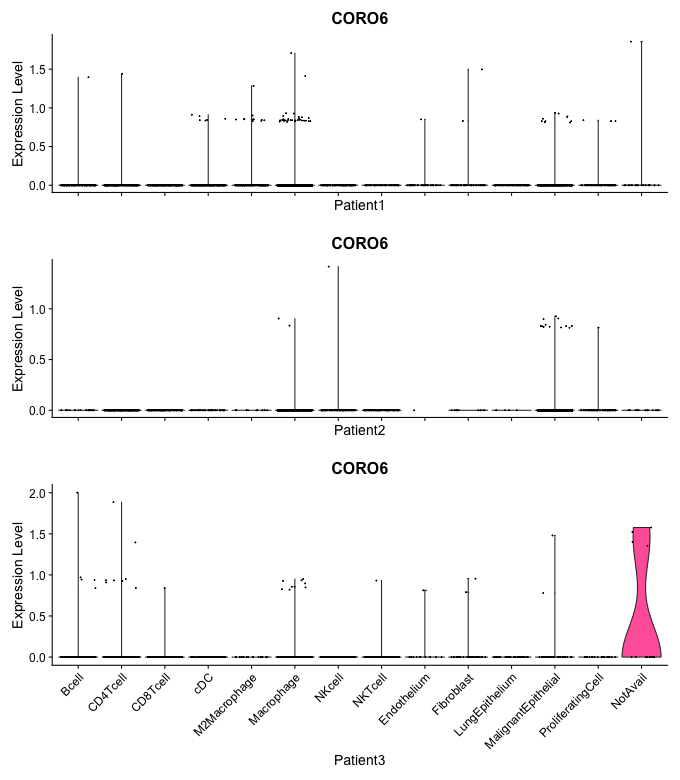 CORO6
Expression Level
1.5
1.0
0.5
0.0
Patient1
CORO6
Expression Level
1.0
0.5
0.0
Patient2
CORO6
Expression Level
2.0
1.5
1.0
0.5
0.0
Bcell
CD4Tcell
CD8Tcell
cDC
M2Macrophage
Macrophage
NKcell
NKTcell
Endothelium
Fibroblast
LungEpithelium
MalignantEpithelial
ProliferatingCell
NotAvail
Patient3